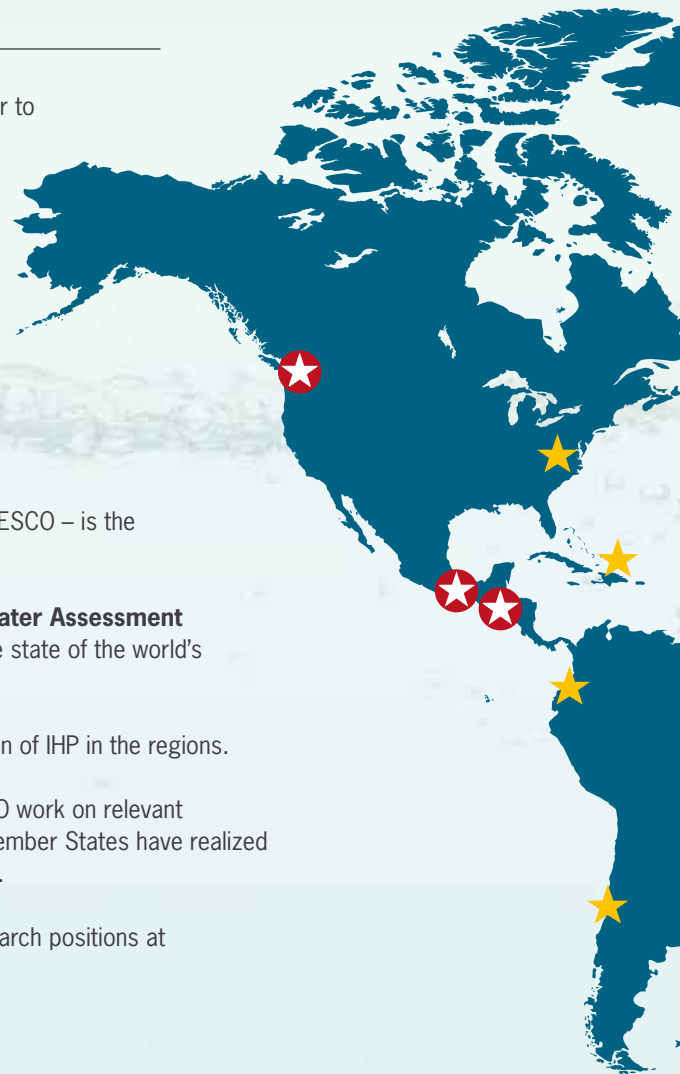 r to
ESCO – is the
ater Assessment
e state of the world's
n of IHP in the regions.
O work on relevant
ember States have realized
.
arch positions at